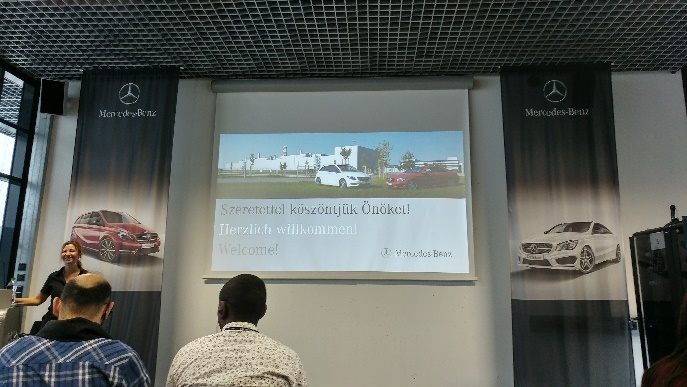 Mercedes-Benz
Szeretettel köszöntjük Önöket!
Herzlich willkommen!
Welcome!
Mercedes-Benz
Mercedes-Benz